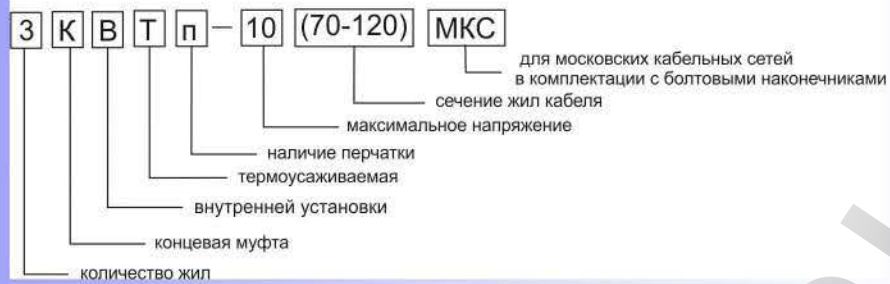 3 К В Т п – 10 (70-120) МКС
для московских кабельных сетей
в комплектации с болтовыми наконечниками
сечение жил кабеля
максимальное напряжение
наличие перчатки
термоусаживаемая
внутренней установки
концевая муфта
количество жил